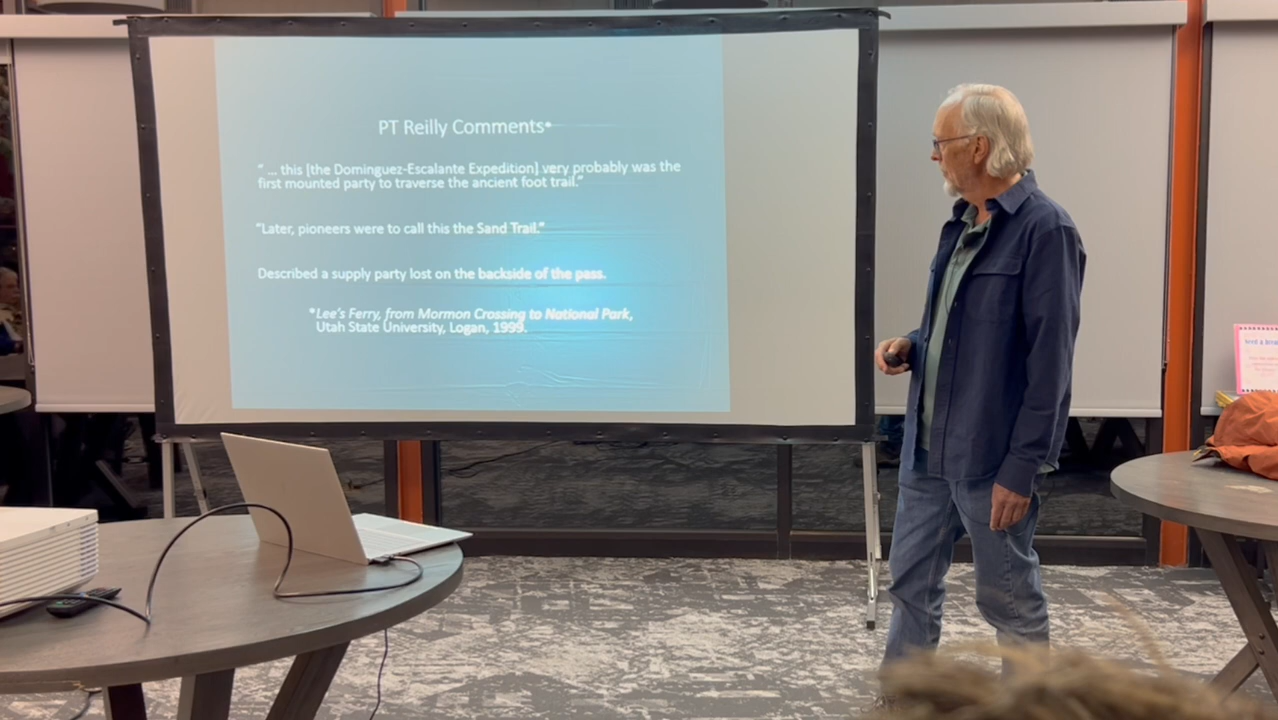 PT Reilly Comments*
“ ... this [the Dominguez-Escalante Expedition] very probably was the
first mounted party to traverse the ancient foot trail.”
“Later, pioneers were to call this the Sand Trail.”
Described a supply party lost on the backside of the pass.
*Lee’s Ferry, from Mormon Crossing to National Park,
Utah State University, Logan, 1999.